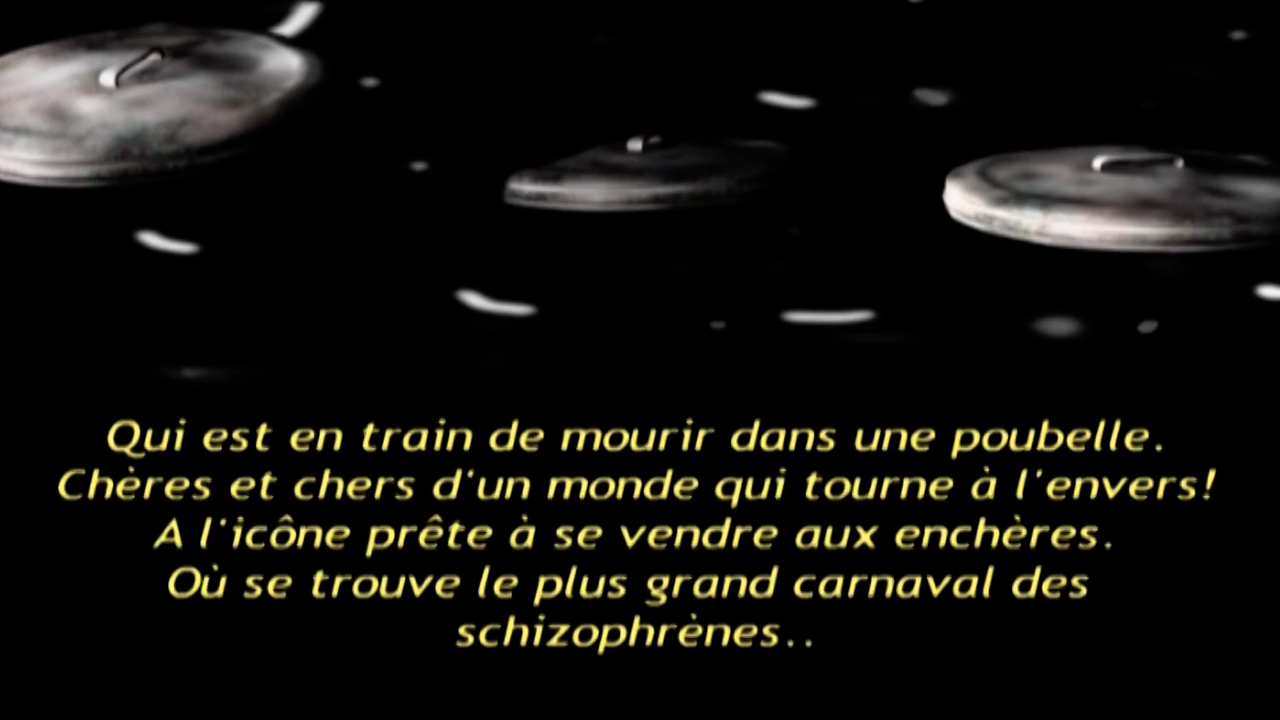 Qui est en train de mourir dans une poubelle.
Chères et chers d'un monde qui tourne à l'envers!
A l'icône prête à se vendre aux enchères.
Où se trouve le plus grand carnaval des
schizophrènes..